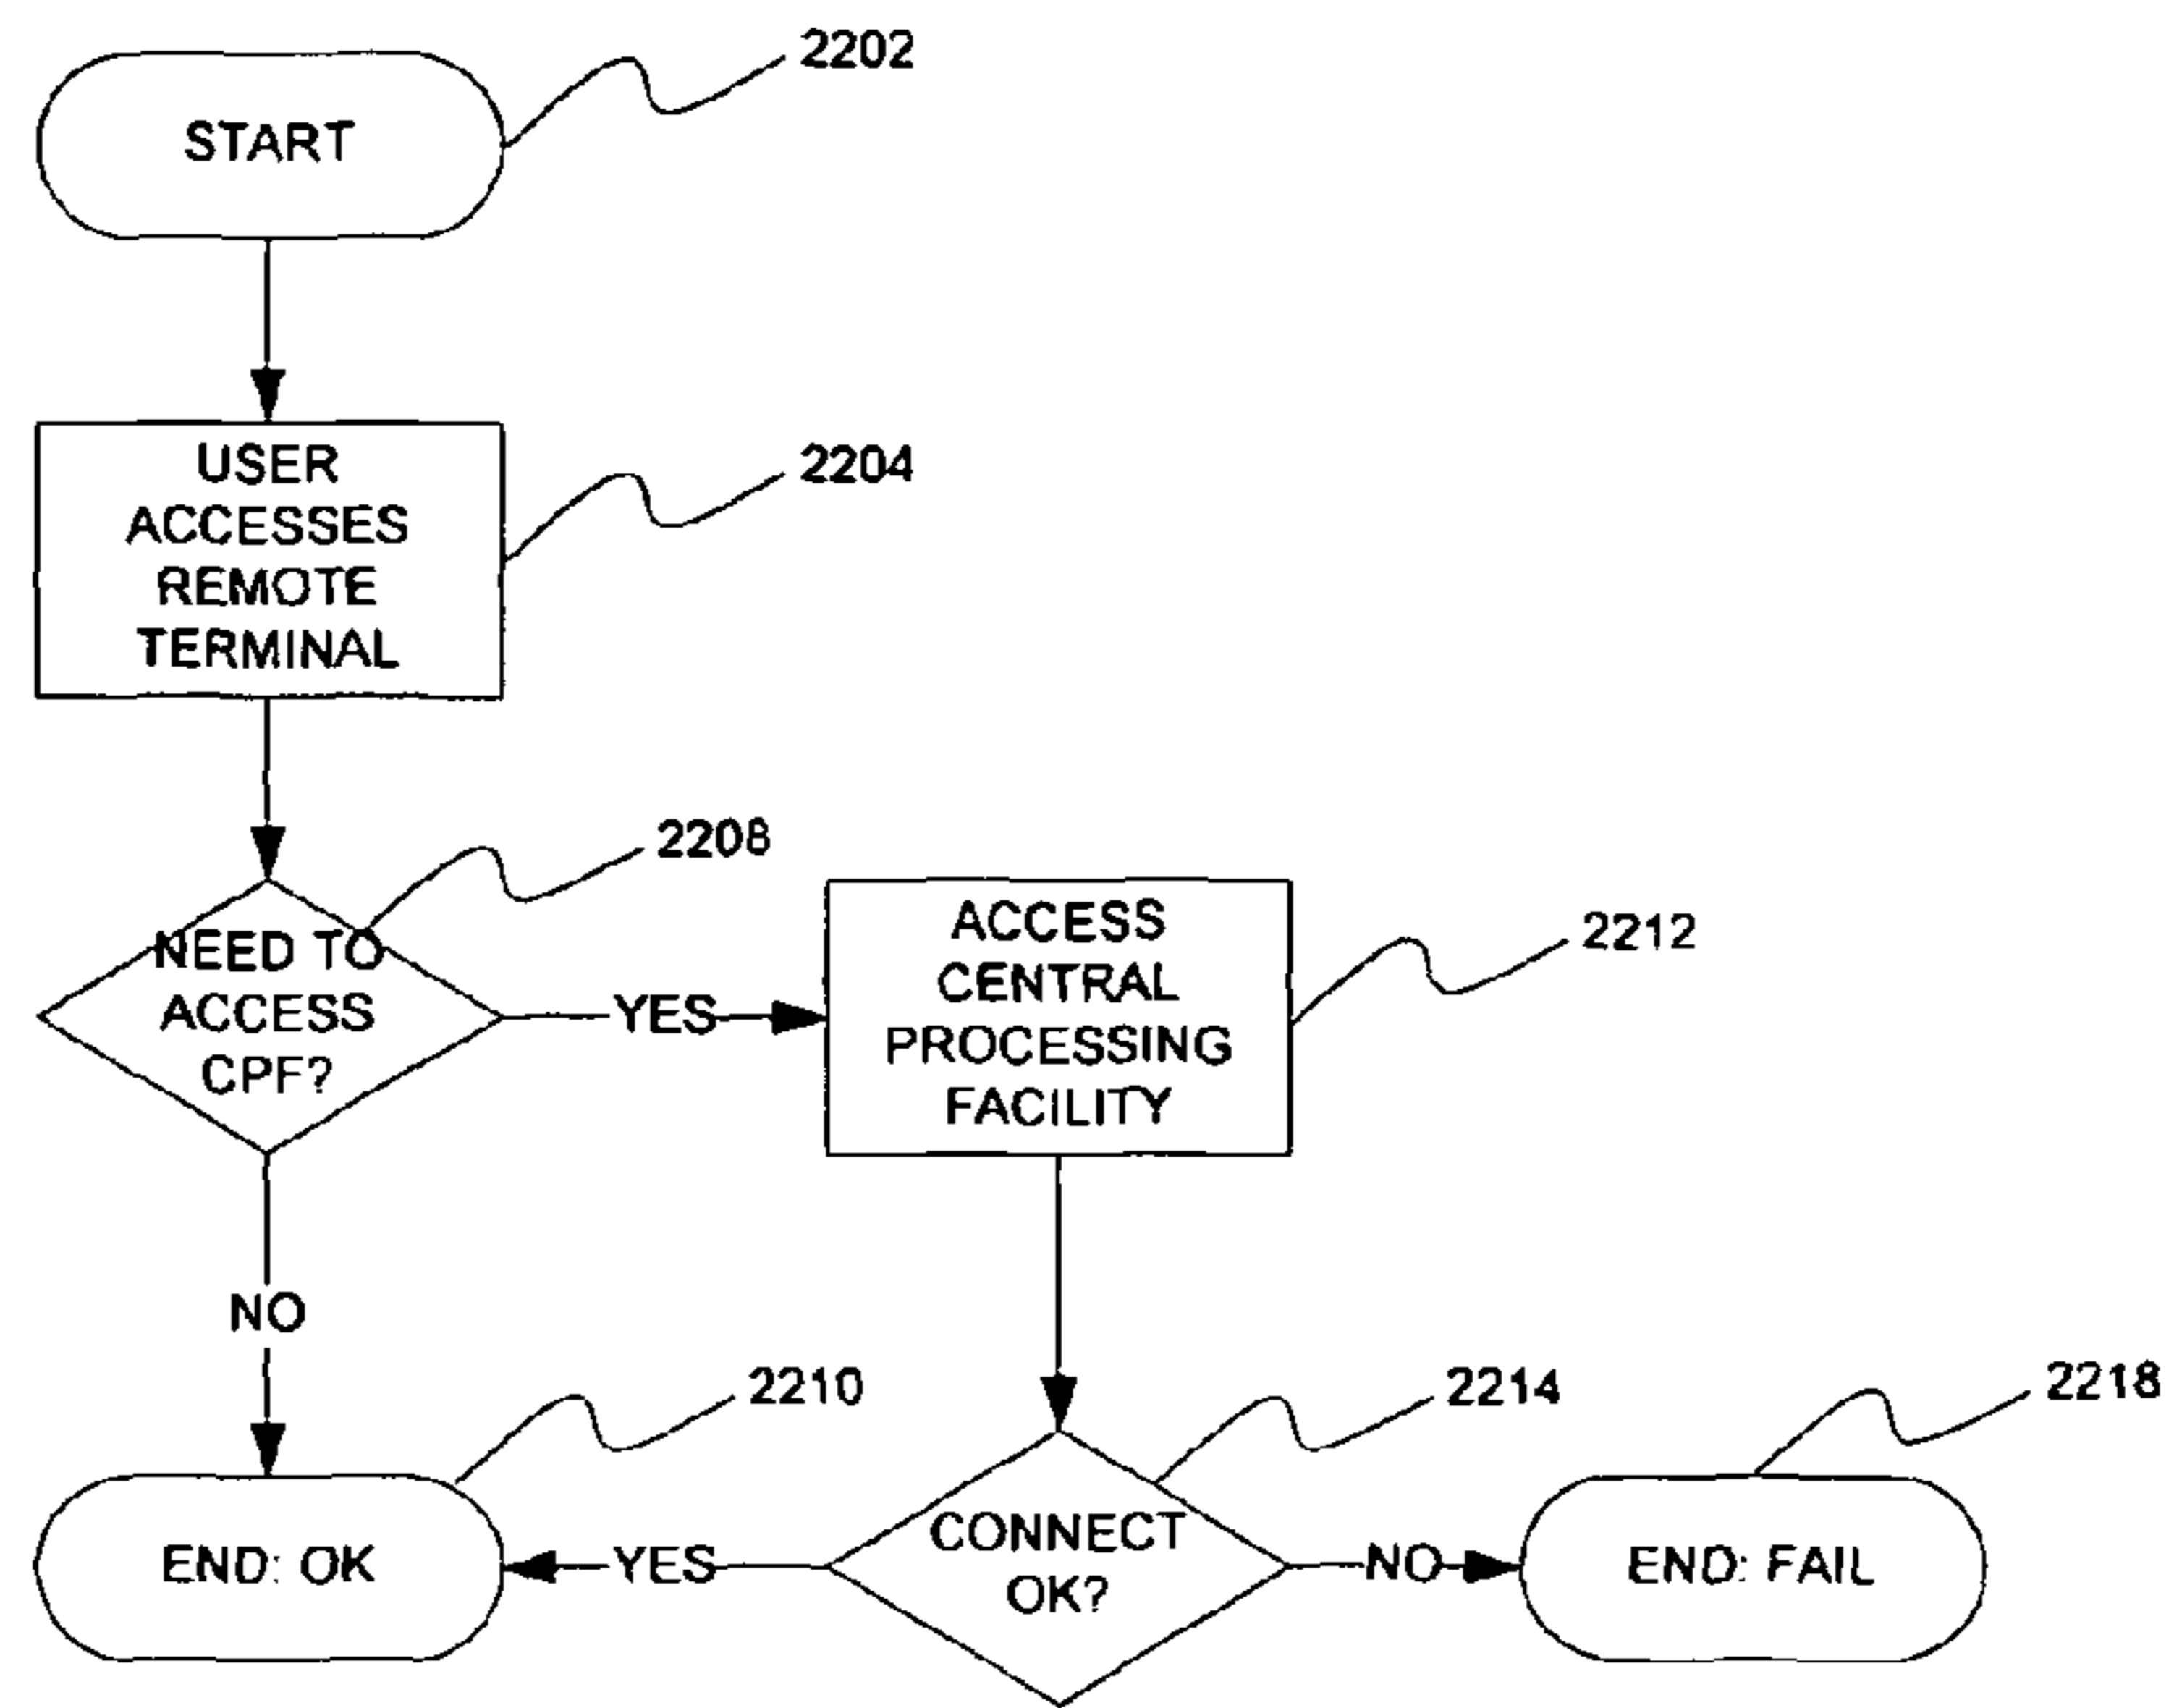 2202
START
2204
USER
ACCESSES
REMOTE
TERMINAL
2208
NEED TO
ACCESS
CPF?
YES
2212
ACCESS
CENTRAL
PROCESSING
FACILITY
NO
2210
2214
2218
END: OK
YES
CONNECT
OK?
NO
END: FAIL